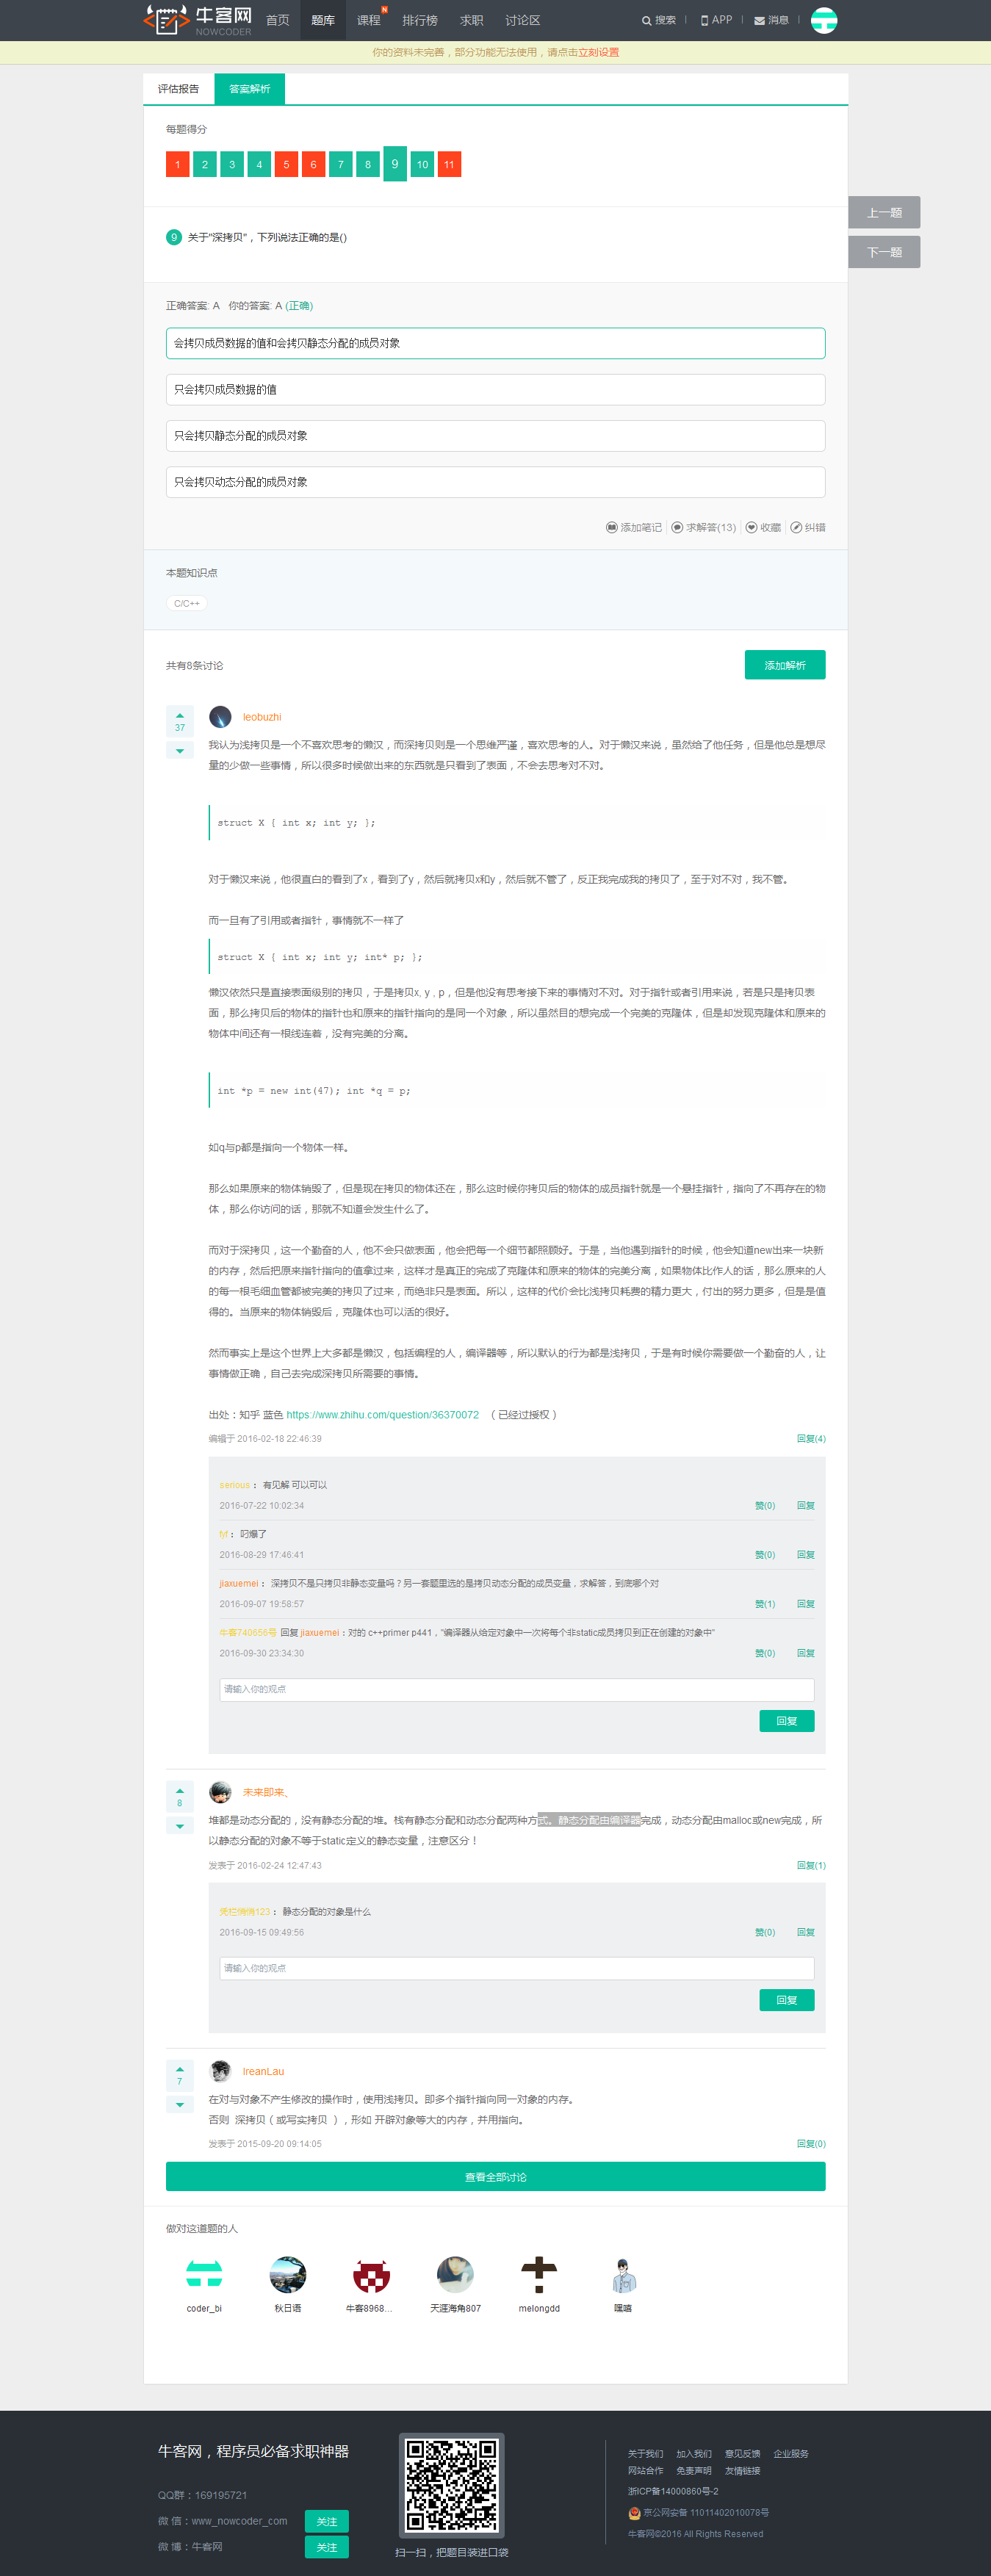 牛客网 NOWCODER 首页 题库 课程 N 排行榜 求职 讨论区 搜索 APP 消息
你的资料未完善，部分功能无法使用，请点击立刻设置
评估报告 答案解析
每题得分
1 2 3 4 5 6 7 8 9 10 11
上一题
9 关于"深拷贝"，下列说法正确的是()
下一题
正确答案: A 你的答案: A (正确)
会拷贝成员数据的值和会拷贝静态分配的成员对象
只会拷贝成员数据的值
只会拷贝静态分配的成员对象
只会拷贝动态分配的成员对象
添加笔记 求解答(13) 收藏 纠错
本题知识点
C/C++
共有8条讨论 添加解析
37 leobuzhi
我认为浅拷贝是一个不喜欢思考的懒汉，而深拷贝则是一个思维严谨，喜欢思考的人。对于懒汉来说，虽然给了他任务，但是他总是想尽
量的少做一些事情，所以很多时候做出来的东西就是只看到了表面，不会去思考对不对。
struct X { int x; int y; };
对于懒汉来说，他很直白的看到了x，看到了y，然后就拷贝x和y，然后就不管了，反正我完成我的拷贝了，至于对不对，我不管。
而一旦有了引用或者指针，事情就不一样了
struct X { int x; int y; int* p; };
懒汉依然只是直接表面级别的拷贝，于是拷贝x, y , p，但是他没有思考接下来的事情对不对。对于指针或者引用来说，若是只是拷贝表
面，那么拷贝后的物体的指针也和原来的指针指向的是同一个对象，所以虽然目的想完成一个完美的克隆体，但是却发现克隆体和原来的
物体中间还有一根线连着，没有完美的分离。
int *p = new int(47); int *q = p;
如q与p都是指向一个物体一样。
那么如果原来的物体销毁了，但是现在拷贝的物体还在，那么这时候你拷贝后的物体的成员指针就是一个悬挂指针，指向了不再存在的物
体，那么你访问的话，那就不知道会发生什么了。
而对于深拷贝，这一个勤奋的人，他不会只做表面，他会把每一个细节都照顾好。于是，当他遇到指针的时候，他会知道new出来一块新
的内存，然后把原来指针指向的值拿过来，这样才是真正的完成了克隆体和原来的物体的完美分离，如果物体比作人的话，那么原来的人
的每一根毛细血管都被完美的拷贝了过来，而绝非只是表面。所以，这样的代价会比浅拷贝耗费的精力更大，付出的努力更多，但是是值
得的。当原来的物体销毁后，克隆体也可以活的很好。
然而事实上是这个世界上大多都是懒汉，包括编程的人，编译器等，所以默认的行为都是浅拷贝，于是有时候你需要做一个勤奋的人，让
事情做正确，自己去完成深拷贝所需要的事情。
出处：知乎 蓝色 https://www.zhihu.com/question/36370072 （已经过授权）
编辑于 2016-02-18 22:46:39 回复(4)
serious： 有见解 可以可以
2016-07-22 10:02:34 赞(0) 回复
fyf： 叼爆了
2016-08-29 17:46:41 赞(0) 回复
jiaxuemei： 深拷贝不是只拷贝非静态变量吗？另一套题里选的是拷贝动态分配的成员变量，求解答，到底哪个对
2016-09-07 19:58:57 赞(1) 回复
牛客740656号 回复 jiaxuemei：对的 c++primer p441，"编译器从给定对象中一次将每个非static成员拷贝到正在创建的对象中"
2016-09-30 23:34:30 赞(0) 回复
请输入你的观点
回复
8 未来即来。
堆都是动态分配的，没有静态分配的堆。栈有静态分配和动态分配两种方式。静态分配由编译器完成，动态分配由malloc或new完成，所
以静态分配的对象不等于static定义的静态变量，注意区分！
发表于 2016-02-24 12:47:43 回复(1)
凭栏悄悄123： 静态分配的对象是什么
2016-09-15 09:49:56 赞(0) 回复
请输入你的观点
回复
7 IreanLau
在对与对象不产生修改的操作时，使用浅拷贝。即多个指针指向同一对象的内存。
否则 深拷贝（或写实拷贝 ），形如 开辟对象等大的内存，并用指向。
发表于 2015-09-20 09:14:05 回复(0)
查看全部讨论
做对这道题的人
coder_bi 秋日语 牛客8968... 天涯海角807 melongdd 嘿嘻
牛客网，程序员必备求职神器
QQ群：169195721
微 信：www_nowcoder_com 关注
微 博：牛客网 关注
扫一扫，把题目装进口袋
关于我们 加入我们 意见反馈 企业服务
网站合作 免责声明 友情链接
浙ICP备14000860号-2
京公网安备 11011402010078号
牛客网©2016 All Rights Reserved